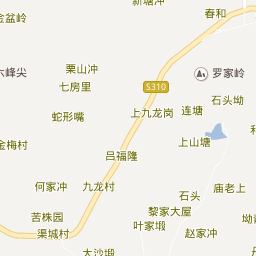 新塘冲
春和
金盆岭
栗山冲
六峰尖
罗家岭
七房里
S310
石头坳
蛇形嘴
上九龙岗
连塘
金梅村
上山塘
吕福隆
何家冲
九龙村
庙老上
石头
苦株园
黎家大屋
渠城村
叶家塅
赵家冲
大沙塅